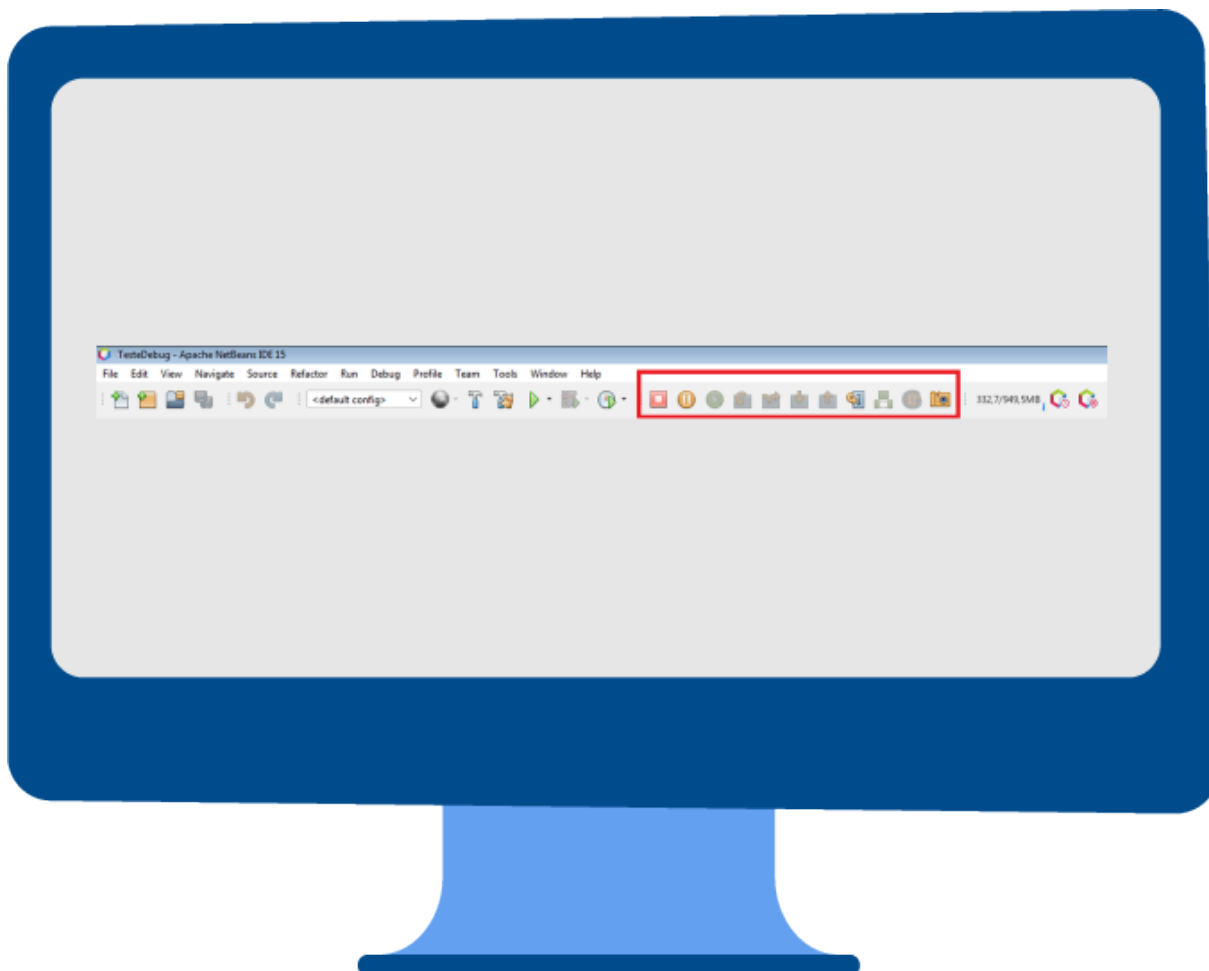 TesteDebug - Apache NetBeans IDE 15
File Edit View Navigate Source Refactor Run Debug Profile Team Tools Window Help
<default config> 332,7/949,5MB